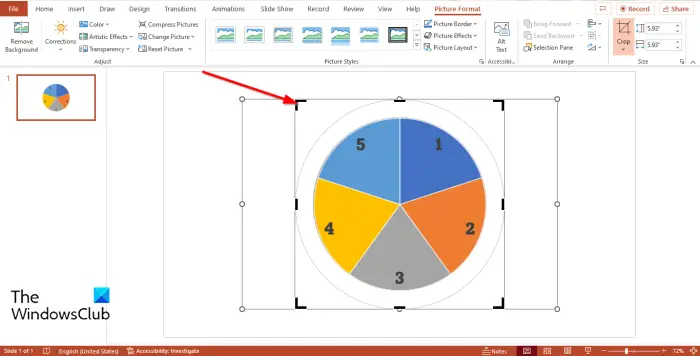 File Home Insert Draw Design Transitions Animations Slide Show Record Review View Help Picture Format Record Share
Remove Background
Corrections
Color
Artistic Effects
Transparency
Compress Pictures
Change Picture
Reset Picture
Picture Border
Picture Effects
Picture Layout
Alt Text
Bring Forward
Send Backward
Selection Pane
Crop
5.93"
5.93"
Adjust Picture Styles Accessibili... Arrange Size
1
5 1
4 2
3
The
WindowsClub
Slide 1 of 1 English (United States) Accessibility: Investigate Notes 72%